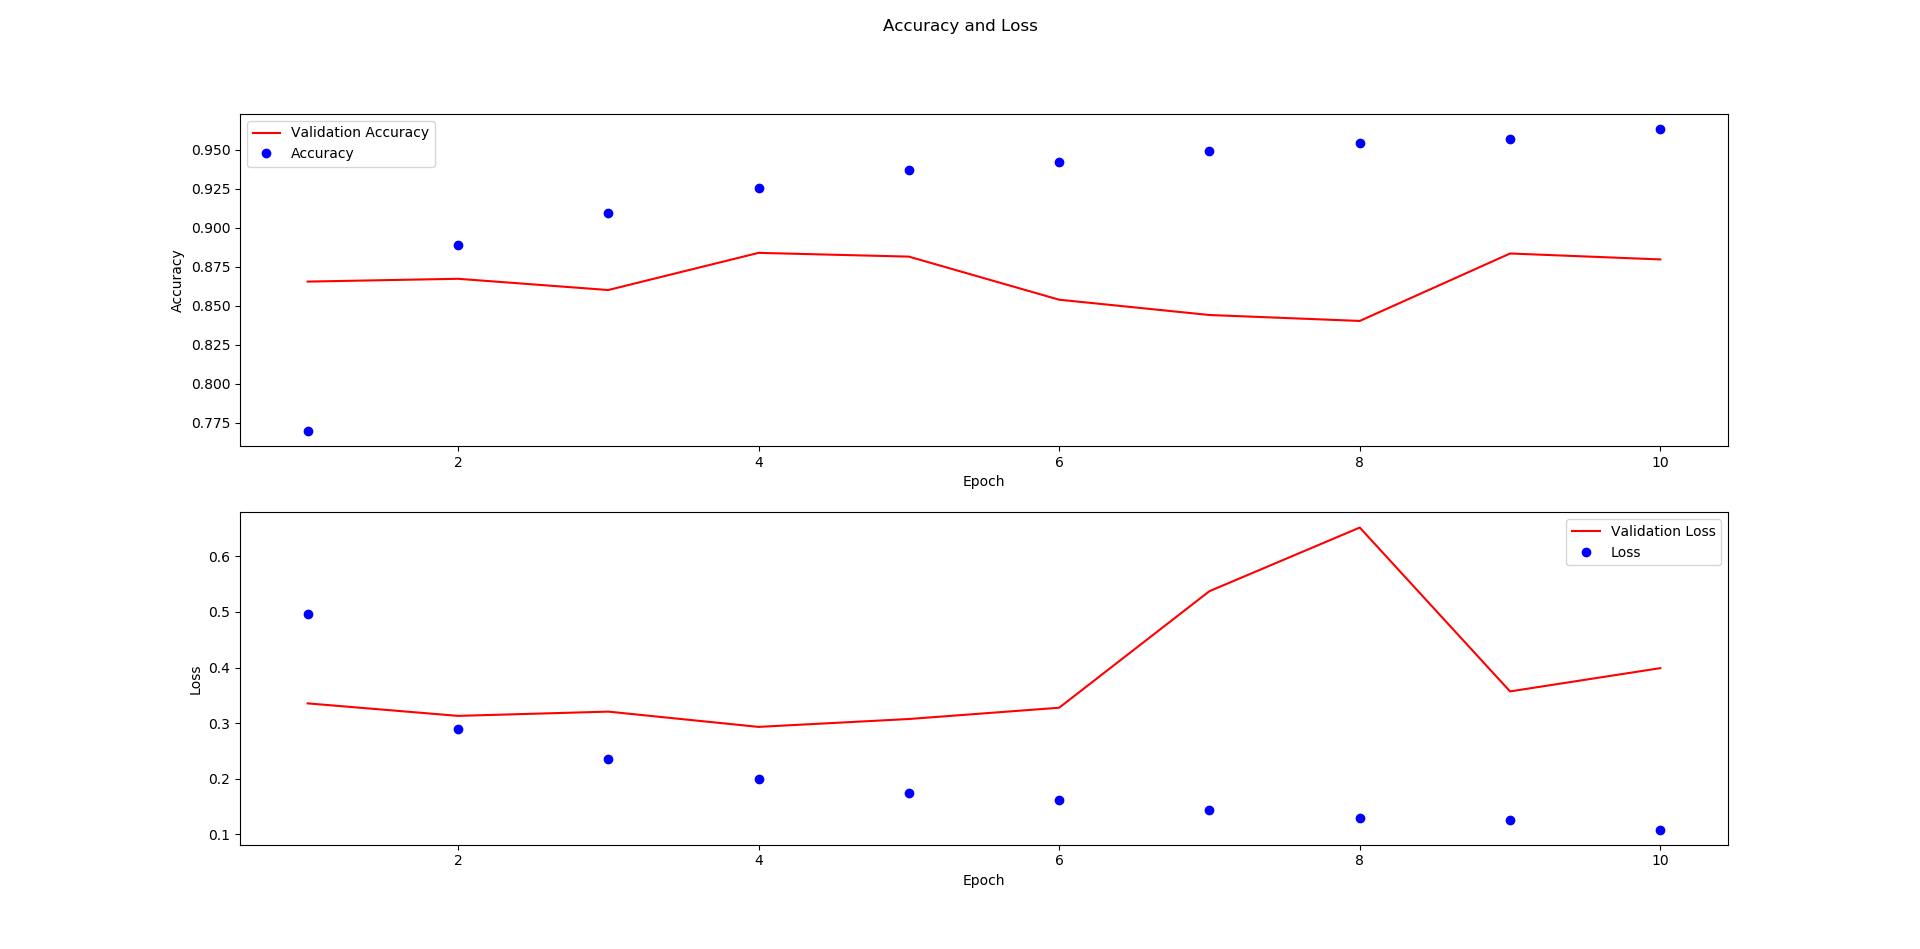 Accuracy and Loss
Validation Accuracy
Accuracy
0.950
0.925
0.900
0.875
0.850
0.825
0.800
0.775
Accuracy
2 4 6 8 10
Epoch
Validation Loss
Loss
0.6
0.5
0.4
0.3
0.2
0.1
Loss
2 4 6 8 10
Epoch